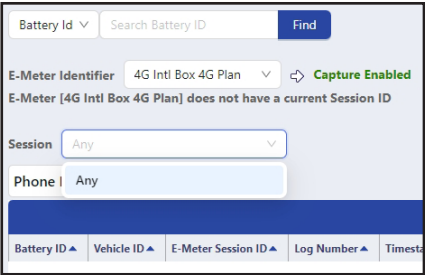 Battery Id Search Battery ID Find
E-Meter Identifier 4G Intl Box 4G Plan Capture Enabled
E-Meter [4G Intl Box 4G Plan] does not have a current Session ID
Session Any
Phone
Any
Battery ID Vehicle ID E-Meter Session ID Log Number Timesta